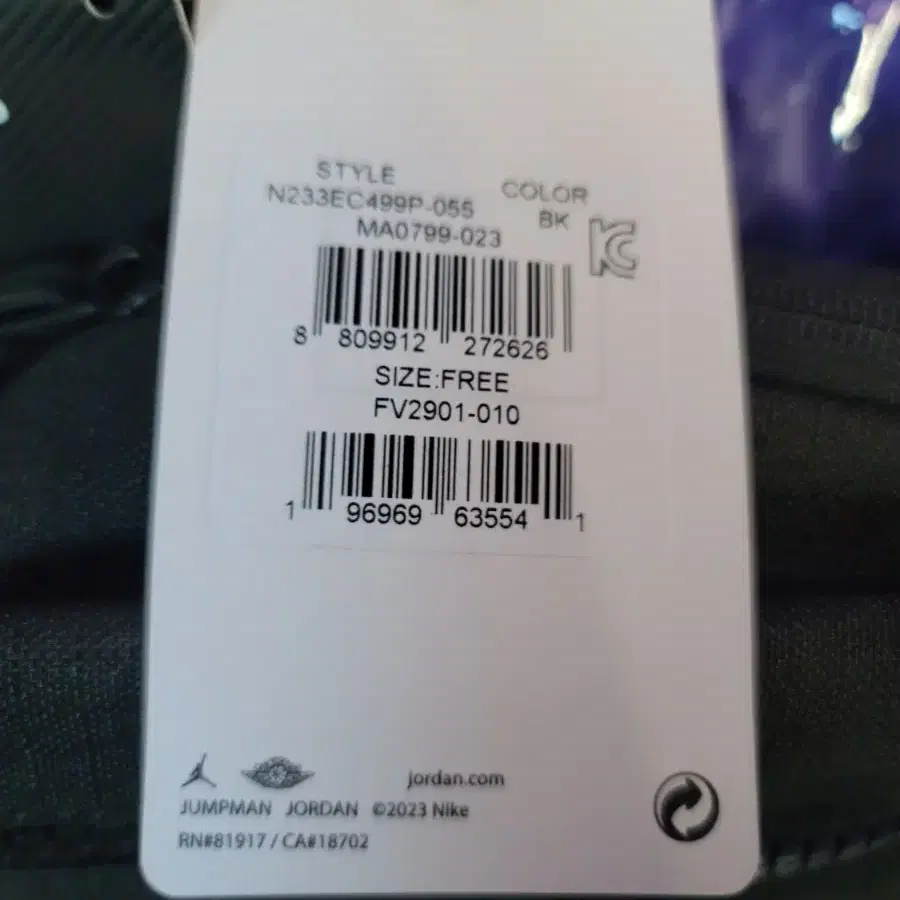 STYLE
N233EC499P-055
COLOR
BK
MA0799-023
8 809912 272626
SIZE:FREE
FV2901-010
1 96969 63554 1
jordan.com
JUMPMAN JORDAN ©2023 Nike
RN#81917 / CA#18702